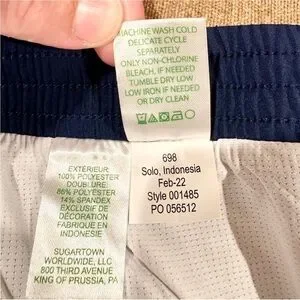 MACHINE WASH COLD
DELICATE CYCLE
SEPARATELY
ONLY NON-CHLORINE
BLEACH, IF NEEDED
TUMBLE DRY LOW
LOW IRON IF NEEDED
OR DRY CLEAN
EXTÉRIEUR:
100% POLYESTER
DOUBLURE:
86% POLYESTER
14% SPANDEX
EXCLUSIF DE
DÉCORATION
FABRIQUE EN
INDONESIE
SUGARTOWN
WORLDWIDE, LLC
800 THIRD AVENUE
KING OF PRUSSIA, PA
698
Solo, Indonesia
Feb-22
Style 001485
PO 056512